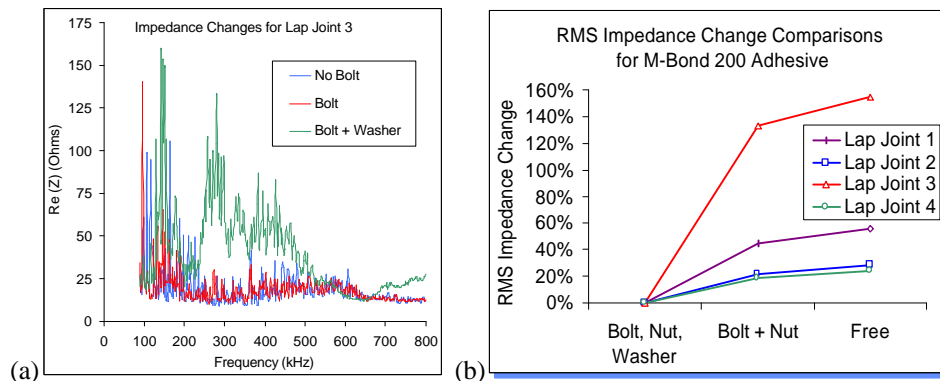 Impedance Changes for Lap Joint 3
175
150
125
100
75
50
25
0
Re (Z) (Ohms)
No Bolt
Bolt
Bolt + Washer
0 100 200 300 400 500 600 700 800
Frequency (kHz)
(a)
RMS Impedance Change Comparisons
for M-Bond 200 Adhesive
160%
140%
120%
100%
80%
60%
40%
20%
0%
RMS Impedance Change
Lap Joint 1
Lap Joint 2
Lap Joint 3
Lap Joint 4
Bolt, Nut,
Washer
Bolt + Nut
Free
(b)